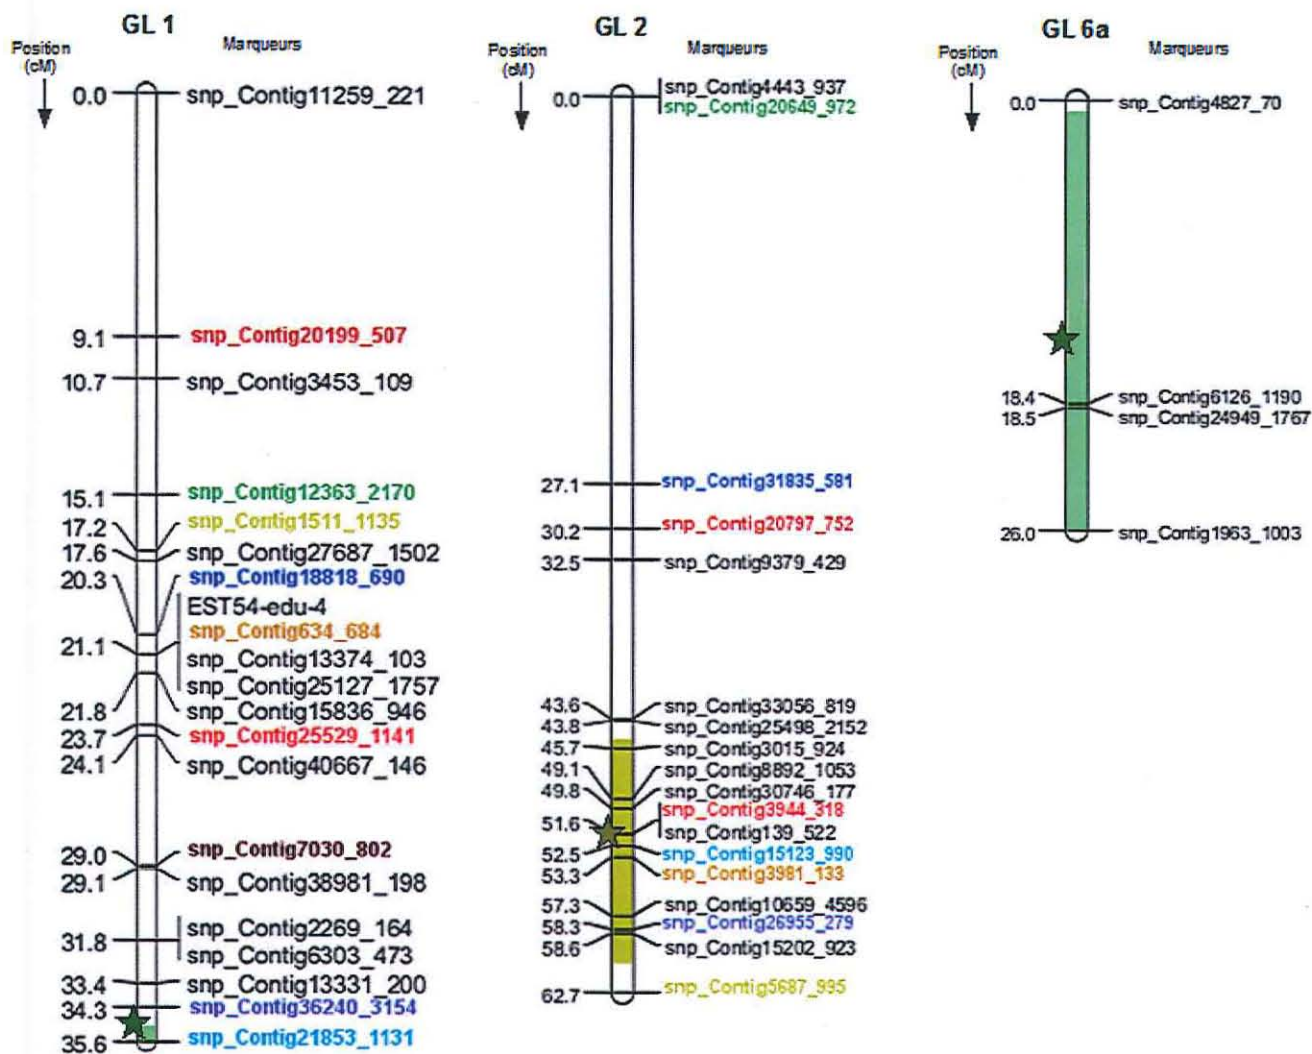 GL 1
Position
(cM)
Marqueurs
0.0 snp_Contig11259_221
9.1 snp_Contig20199_507
10.7 snp_Contig3453_109
15.1 snp_Contig12363_2170
17.2 snp_Contig1511_1135
17.6 snp_Contig27687_1502
20.3 snp_Contig18818_690
EST54-edu-4
snp_Contig634_684
21.1 snp_Contig13374_103
snp_Contig25127_1757
21.8 snp_Contig15836_946
23.7 snp_Contig25529_1141
24.1 snp_Contig40667_146
29.0 snp_Contig7030_802
29.1 snp_Contig38981_198
31.8 snp_Contig2269_164
snp_Contig6303_473
33.4 snp_Contig13331_200
34.3 snp_Contig36240_3154
35.6 snp_Contig21853_1131
GL 2
Position
(cM)
Marqueurs
0.0 snp_Contig4443_937
snp_Contig20649_972
27.1 snp_Contig31835_581
30.2 snp_Contig20797_752
32.5 snp_Contig9379_429
43.6 snp_Contig33056_819
43.8 snp_Contig25498_2152
45.7 snp_Contig3015_924
49.1 snp_Contig8892_1053
49.8 snp_Contig30746_177
snp_Contig3944_318
51.6 snp_Contig139_522
52.5 snp_Contig15123_990
53.3 snp_Contig3981_133
57.3 snp_Contig10659_4596
58.3 snp_Contig26955_279
58.6 snp_Contig15202_923
62.7 snp_Contig5687_995
GL 6a
Position
(cM)
Marqueurs
0.0 snp_Contig4827_70
18.4 snp_Contig6126_1190
18.5 snp_Contig24949_1767
26.0 snp_Contig1963_1003